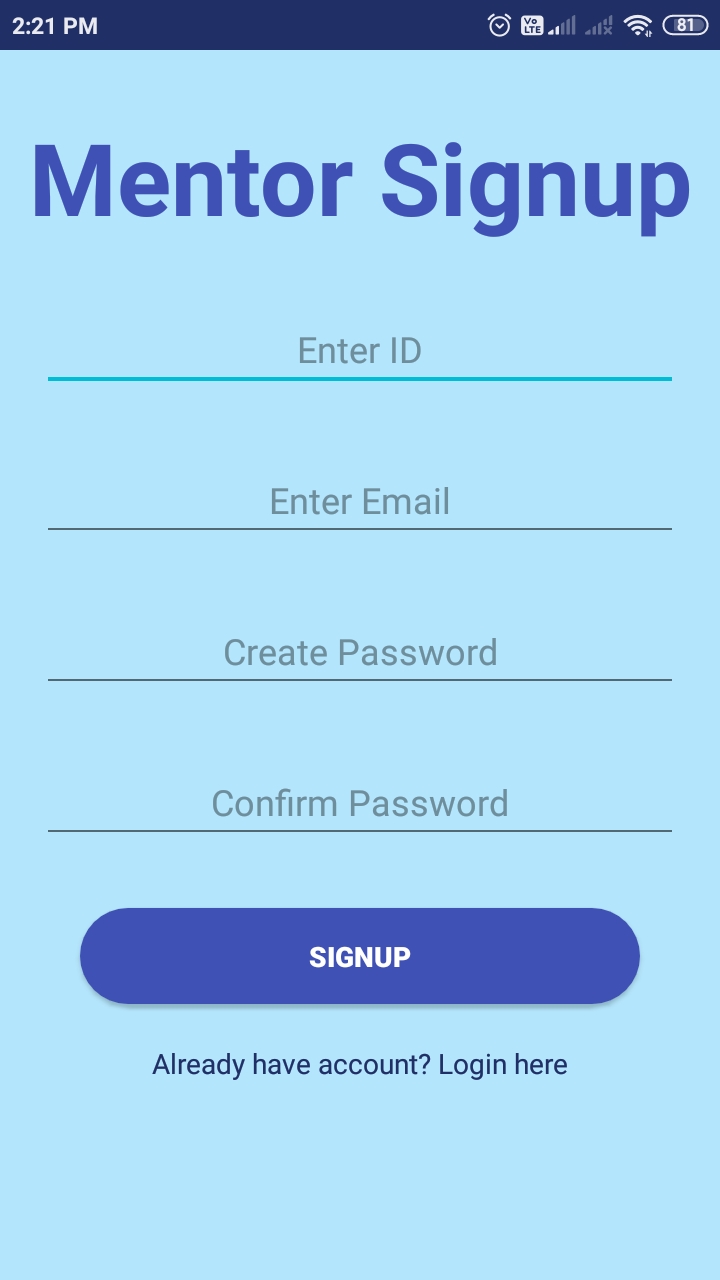 2:21 PM Vo LTE 81
Mentor Signup
Enter ID
Enter Email
Create Password
Confirm Password
SIGNUP
Already have account? Login here